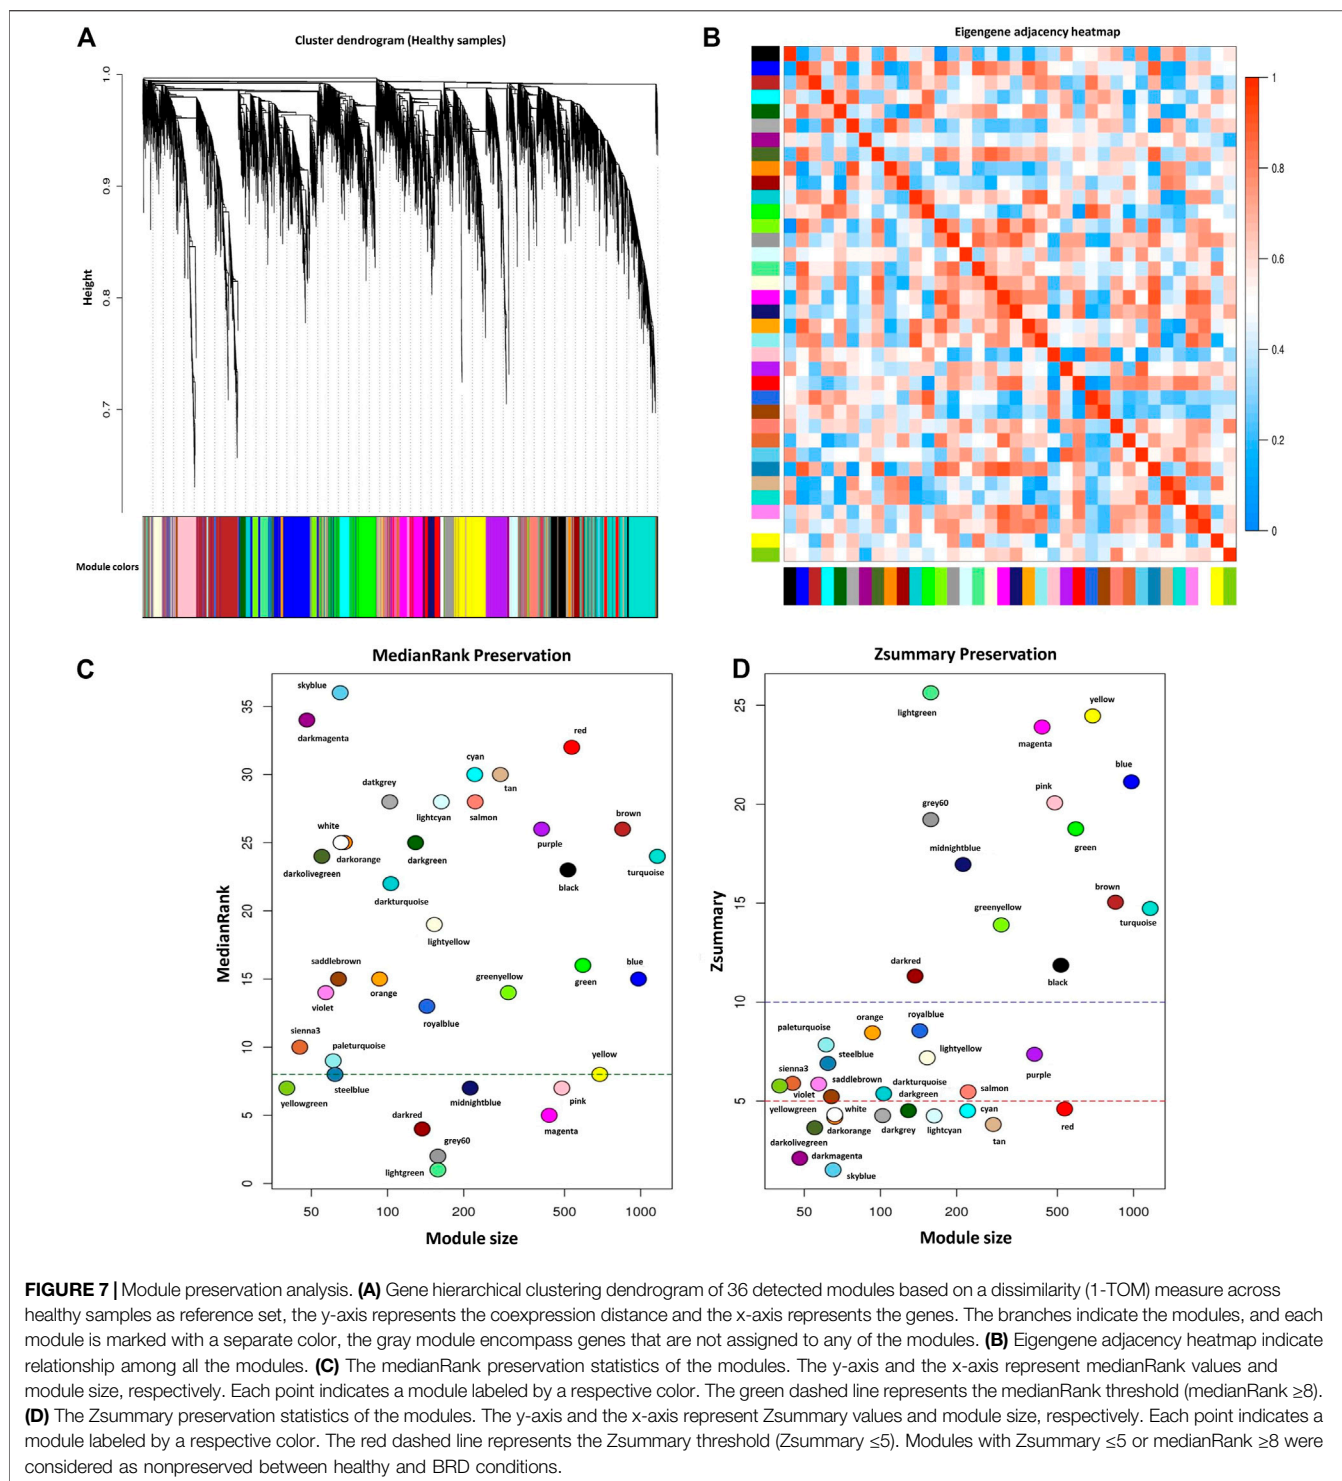 A
Cluster dendrogram (Healthy samples)
Height
1.0
0.9
0.8
0.7
Module colors
B
Eigengene adjacency heatmap
1
0.8
0.6
0.4
0.2
0
C
MedianRank Preservation
MedianRank
35
30
25
20
15
10
5
0
skyblue
darkmagenta
red
cyan
tan
datkgrey
lightcyan
salmon
white
darkorange
darkgreen
purple
brown
darkolivegreen
turquoise
black
darkturquoise
lightyellow
saddlebrown
orange
greenyellow
green
blue
violet
royalblue
sienna3
paleturquoise
steelblue
yellow
yellowgreen
midnightblue
pink
magenta
darkred
grey60
lightgreen
50
100
200
500
1000
Module size
D
Zsummary Preservation
Zsummary
25
20
15
10
5
lightgreen
yellow
magenta
blue
pink
grey60
green
midnightblue
brown
turquoise
greenyellow
darkred
black
orange
royalblue
paleturquoise
steelblue
lightyellow
purple
sienna3
saddlebrown
darkturquoise
salmon
violet
darkgreen
yellowgreen
white
cyan
red
darkorange
darkgrey
lightcyan
tan
darkolivegreen
darkmagenta
skyblue
50
100
200
500
1000
Module size
FIGURE 7 | Module preservation analysis. (A) Gene hierarchical clustering dendrogram of 36 detected modules based on a dissimilarity (1-TOM) measure across
healthy samples as reference set, the y-axis represents the coexpression distance and the x-axis represents the genes. The branches indicate the modules, and each
module is marked with a separate color, the gray module encompass genes that are not assigned to any of the modules. (B) Eigengene adjacency heatmap indicate
relationship among all the modules. (C) The medianRank preservation statistics of the modules. The y-axis and the x-axis represent medianRank values and
module size, respectively. Each point indicates a module labeled by a respective color. The green dashed line represents the medianRank threshold (medianRank ≥8).
(D) The Zsummary preservation statistics of the modules. The y-axis and the x-axis represent Zsummary values and module size, respectively. Each point indicates a
module labeled by a respective color. The red dashed line represents the Zsummary threshold (Zsummary ≤5). Modules with Zsummary ≤5 or medianRank ≥8 were
considered as nonpreserved between healthy and BRD conditions.